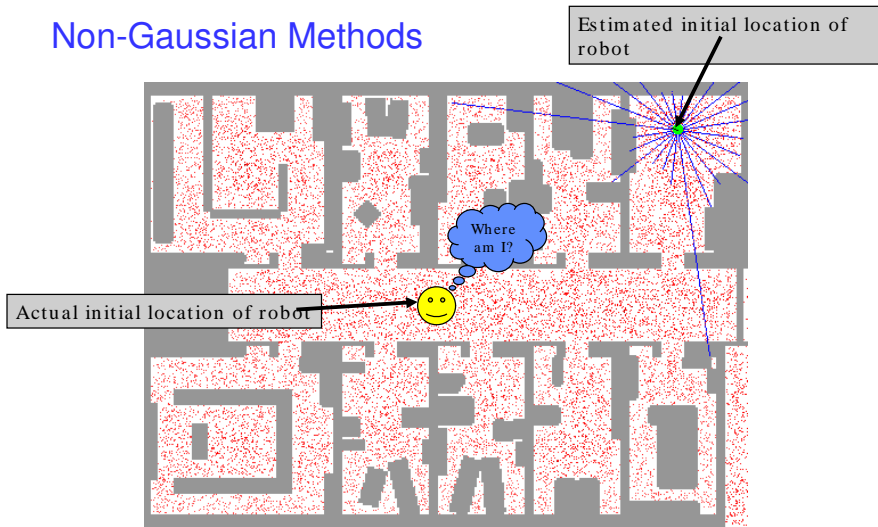 Non-Gaussian Methods
Estimated initial location of
robot
Where
am I?
Actual initial location of robot